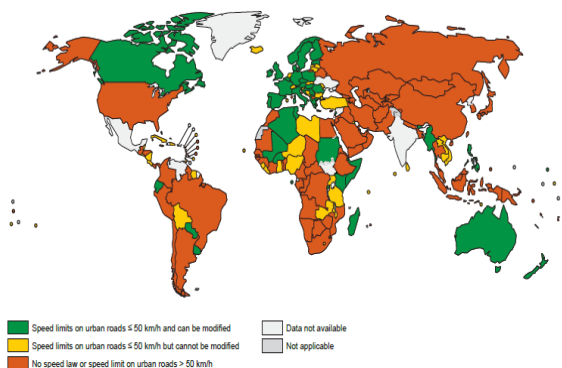 Speed limits on urban roads ≤ 50 km/h and can be modified
Speed limits on urban roads ≤ 50 km/h but cannot be modified
No speed law or speed limit on urban roads > 50 km/h
Data not available
Not applicable